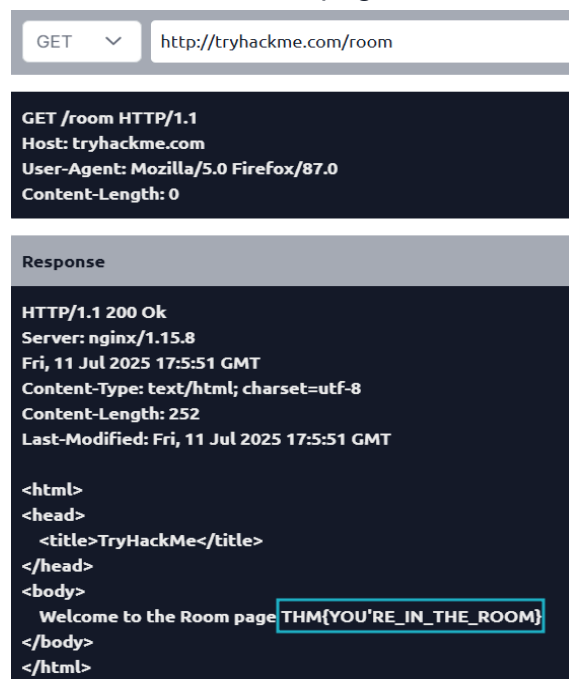 GET
http://tryhackme.com/room
GET /room HTTP/1.1
Host: tryhackme.com
User-Agent: Mozilla/5.0 Firefox/87.0
Content-Length: 0
Response
HTTP/1.1 200 Ok
Server: nginx/1.15.8
Fri, 11 Jul 2025 17:5:51 GMT
Content-Type: text/html; charset=utf-8
Content-Length: 252
Last-Modified: Fri, 11 Jul 2025 17:5:51 GMT
<html>
<head>
<title>TryHackMe</title>
</head>
<body>
Welcome to the Room page THM{YOU'RE_IN_THE_ROOM}
</body>
</html>